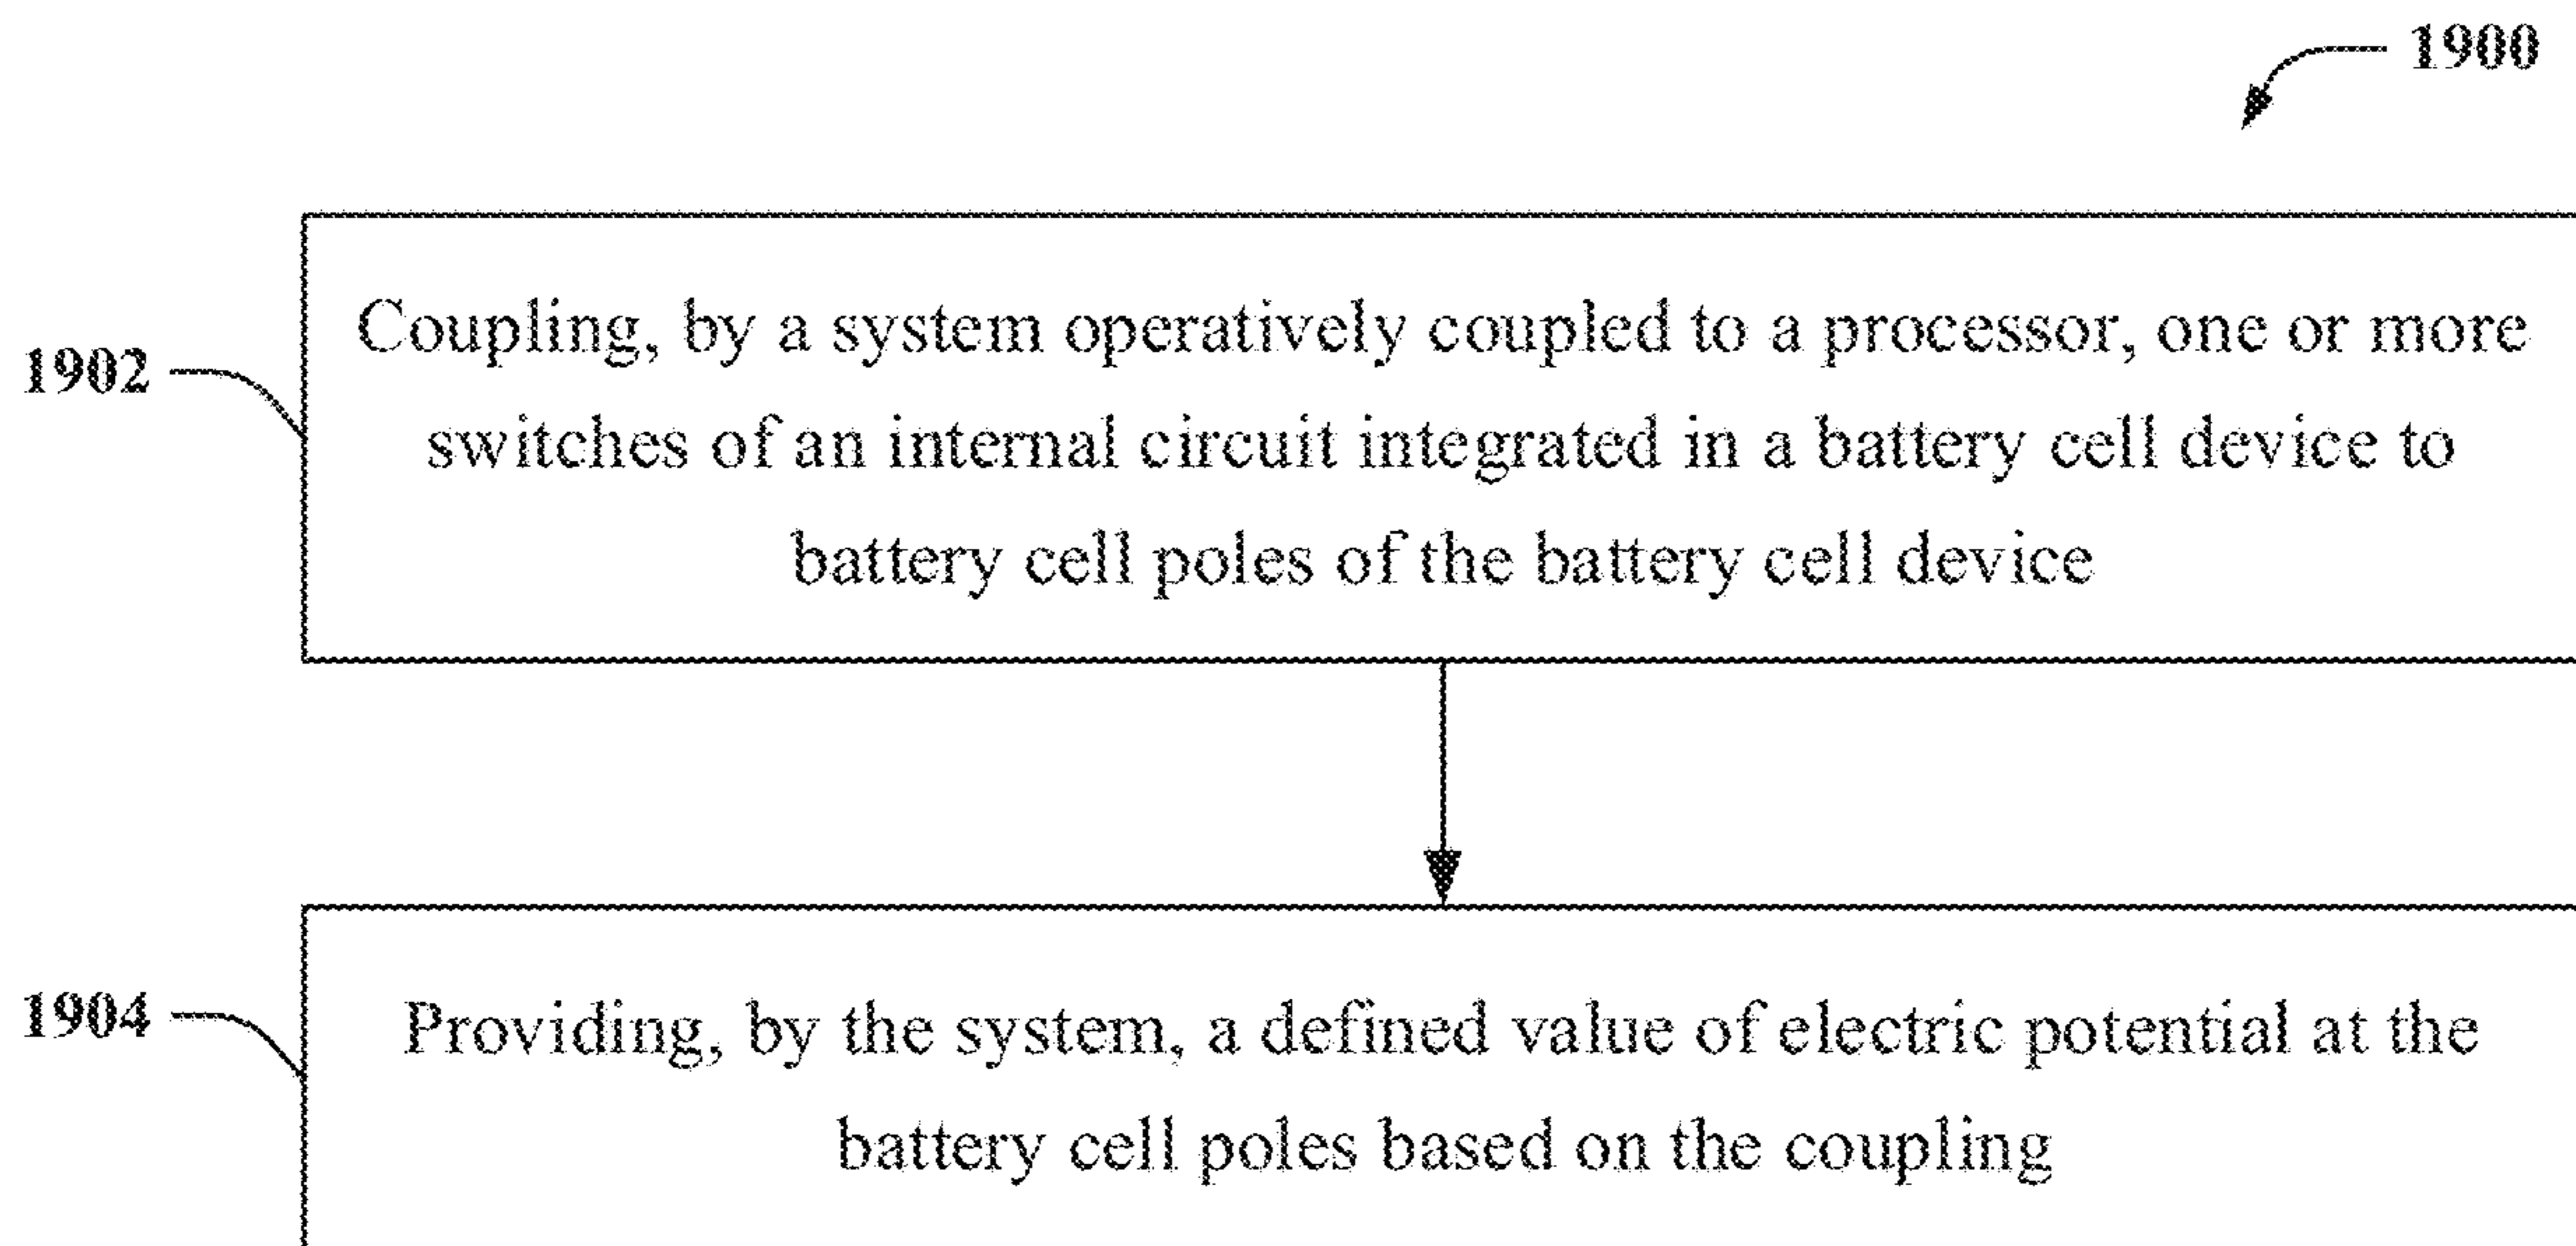 1900
1902
Coupling, by a system operatively coupled to a processor, one or more
switches of an internal circuit integrated in a battery cell device to
battery cell poles of the battery cell device
1904
Providing, by the system, a defined value of electric potential at the
battery cell poles based on the coupling